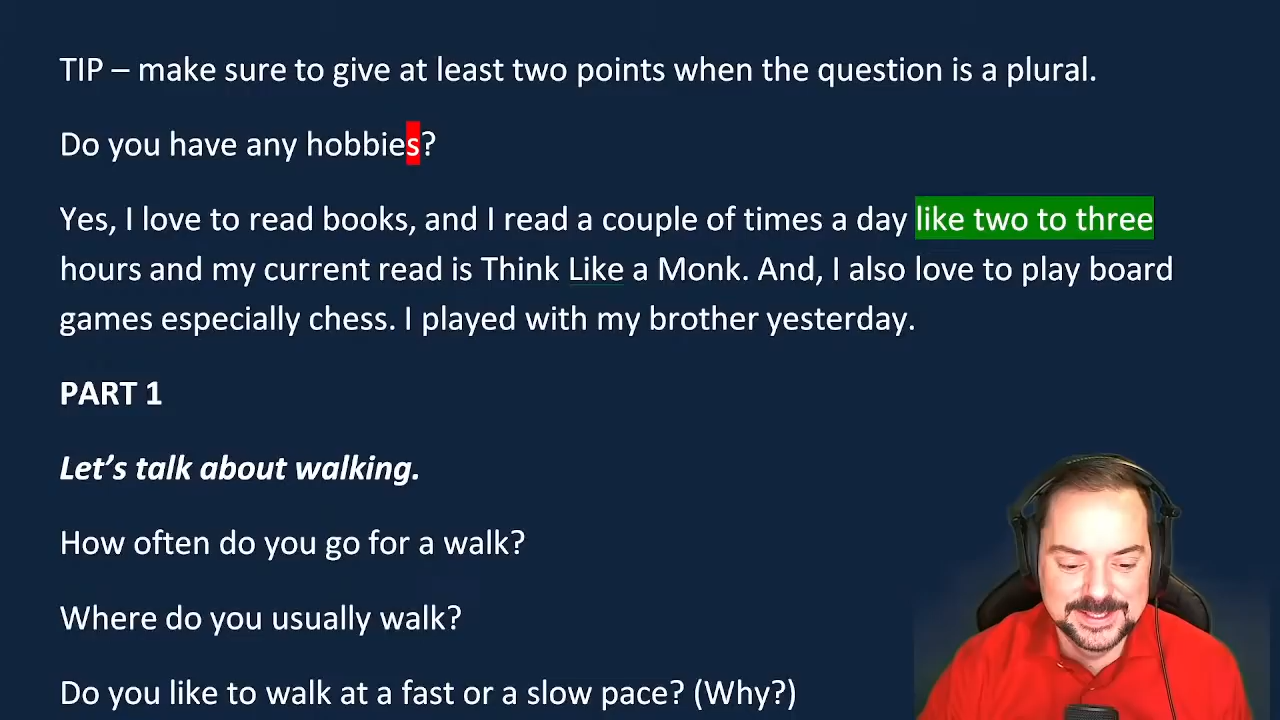 TIP – make sure to give at least two points when the question is a plural.
Do you have any hobbies?
Yes, I love to read books, and I read a couple of times a day like two to three
hours and my current read is Think Like a Monk. And, I also love to play board
games especially chess. I played with my brother yesterday.
PART 1
Let’s talk about walking.
How often do you go for a walk?
Where do you usually walk?
Do you like to walk at a fast or a slow pace? (Why?)